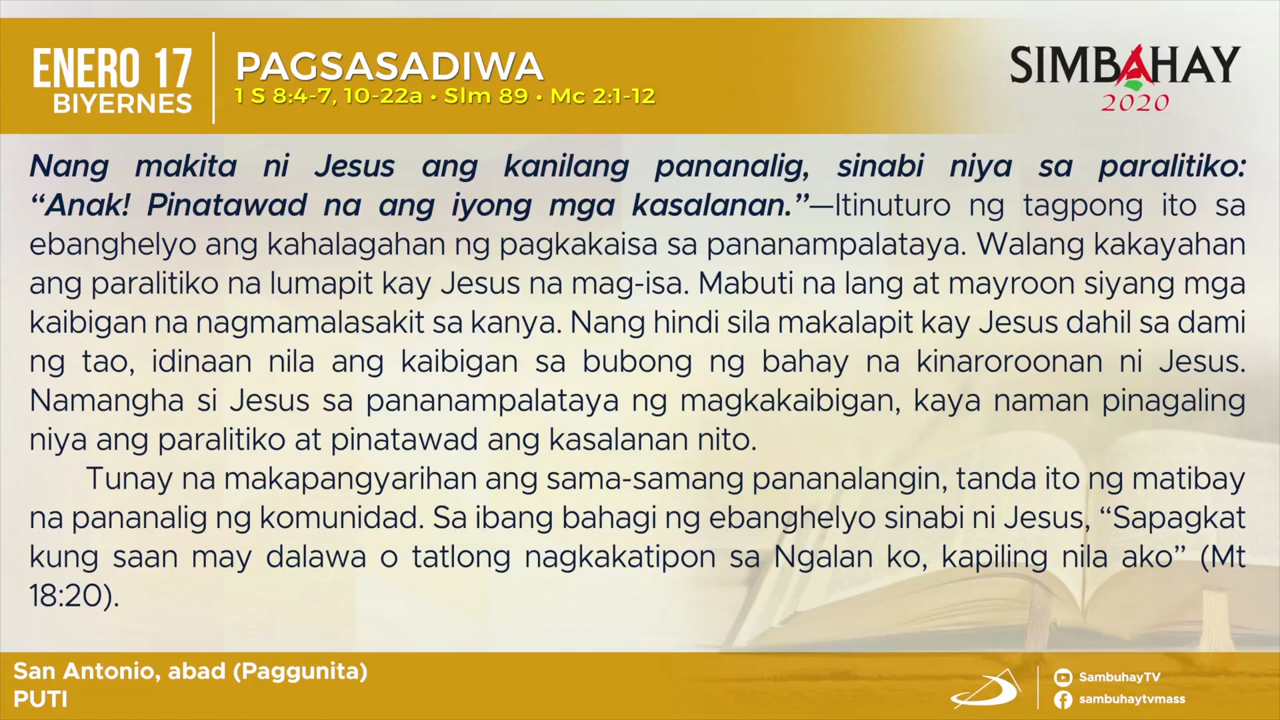 ENERO 17
BIYERNES
PAGSASADIWA
1 S 8:4-7, 10-22a • Slm 89 • Mc 2:1-12
SIMBAHAY
2020
Nang makita ni Jesus ang kanilang pananalig, sinabi niya sa paralitiko:
“Anak! Pinatawad na ang iyong mga kasalanan.”—Itinuturo ng tagpong ito sa
ebanghelyo ang kahalagahan ng pagkakaisa sa pananampalataya. Walang kakayahan
ang paralitiko na lumapit kay Jesus na mag-isa. Mabuti na lang at mayroon siyang mga
kaibigan na nagmamalasakit sa kanya. Nang hindi sila makalapit kay Jesus dahil sa dami
ng tao, idinaan nila ang kaibigan sa bubong ng bahay na kinaroroonan ni Jesus.
Namangha si Jesus sa pananampalataya ng magkakaibigan, kaya naman pinagaling
niya ang paralitiko at pinatawad ang kasalanan nito.
Tunay na makapangyarihan ang sama-samang pananalangin, tanda ito ng matibay
na pananalig ng komunidad. Sa ibang bahagi ng ebanghelyo sinabi ni Jesus, “Sapagkat
kung saan may dalawa o tatlong nagkakatipon sa Ngalan ko, kapiling nila ako” (Mt
18:20).
San Antonio, abad (Paggunita)
PUTI
SambuhayTV
sambuhaytvmass